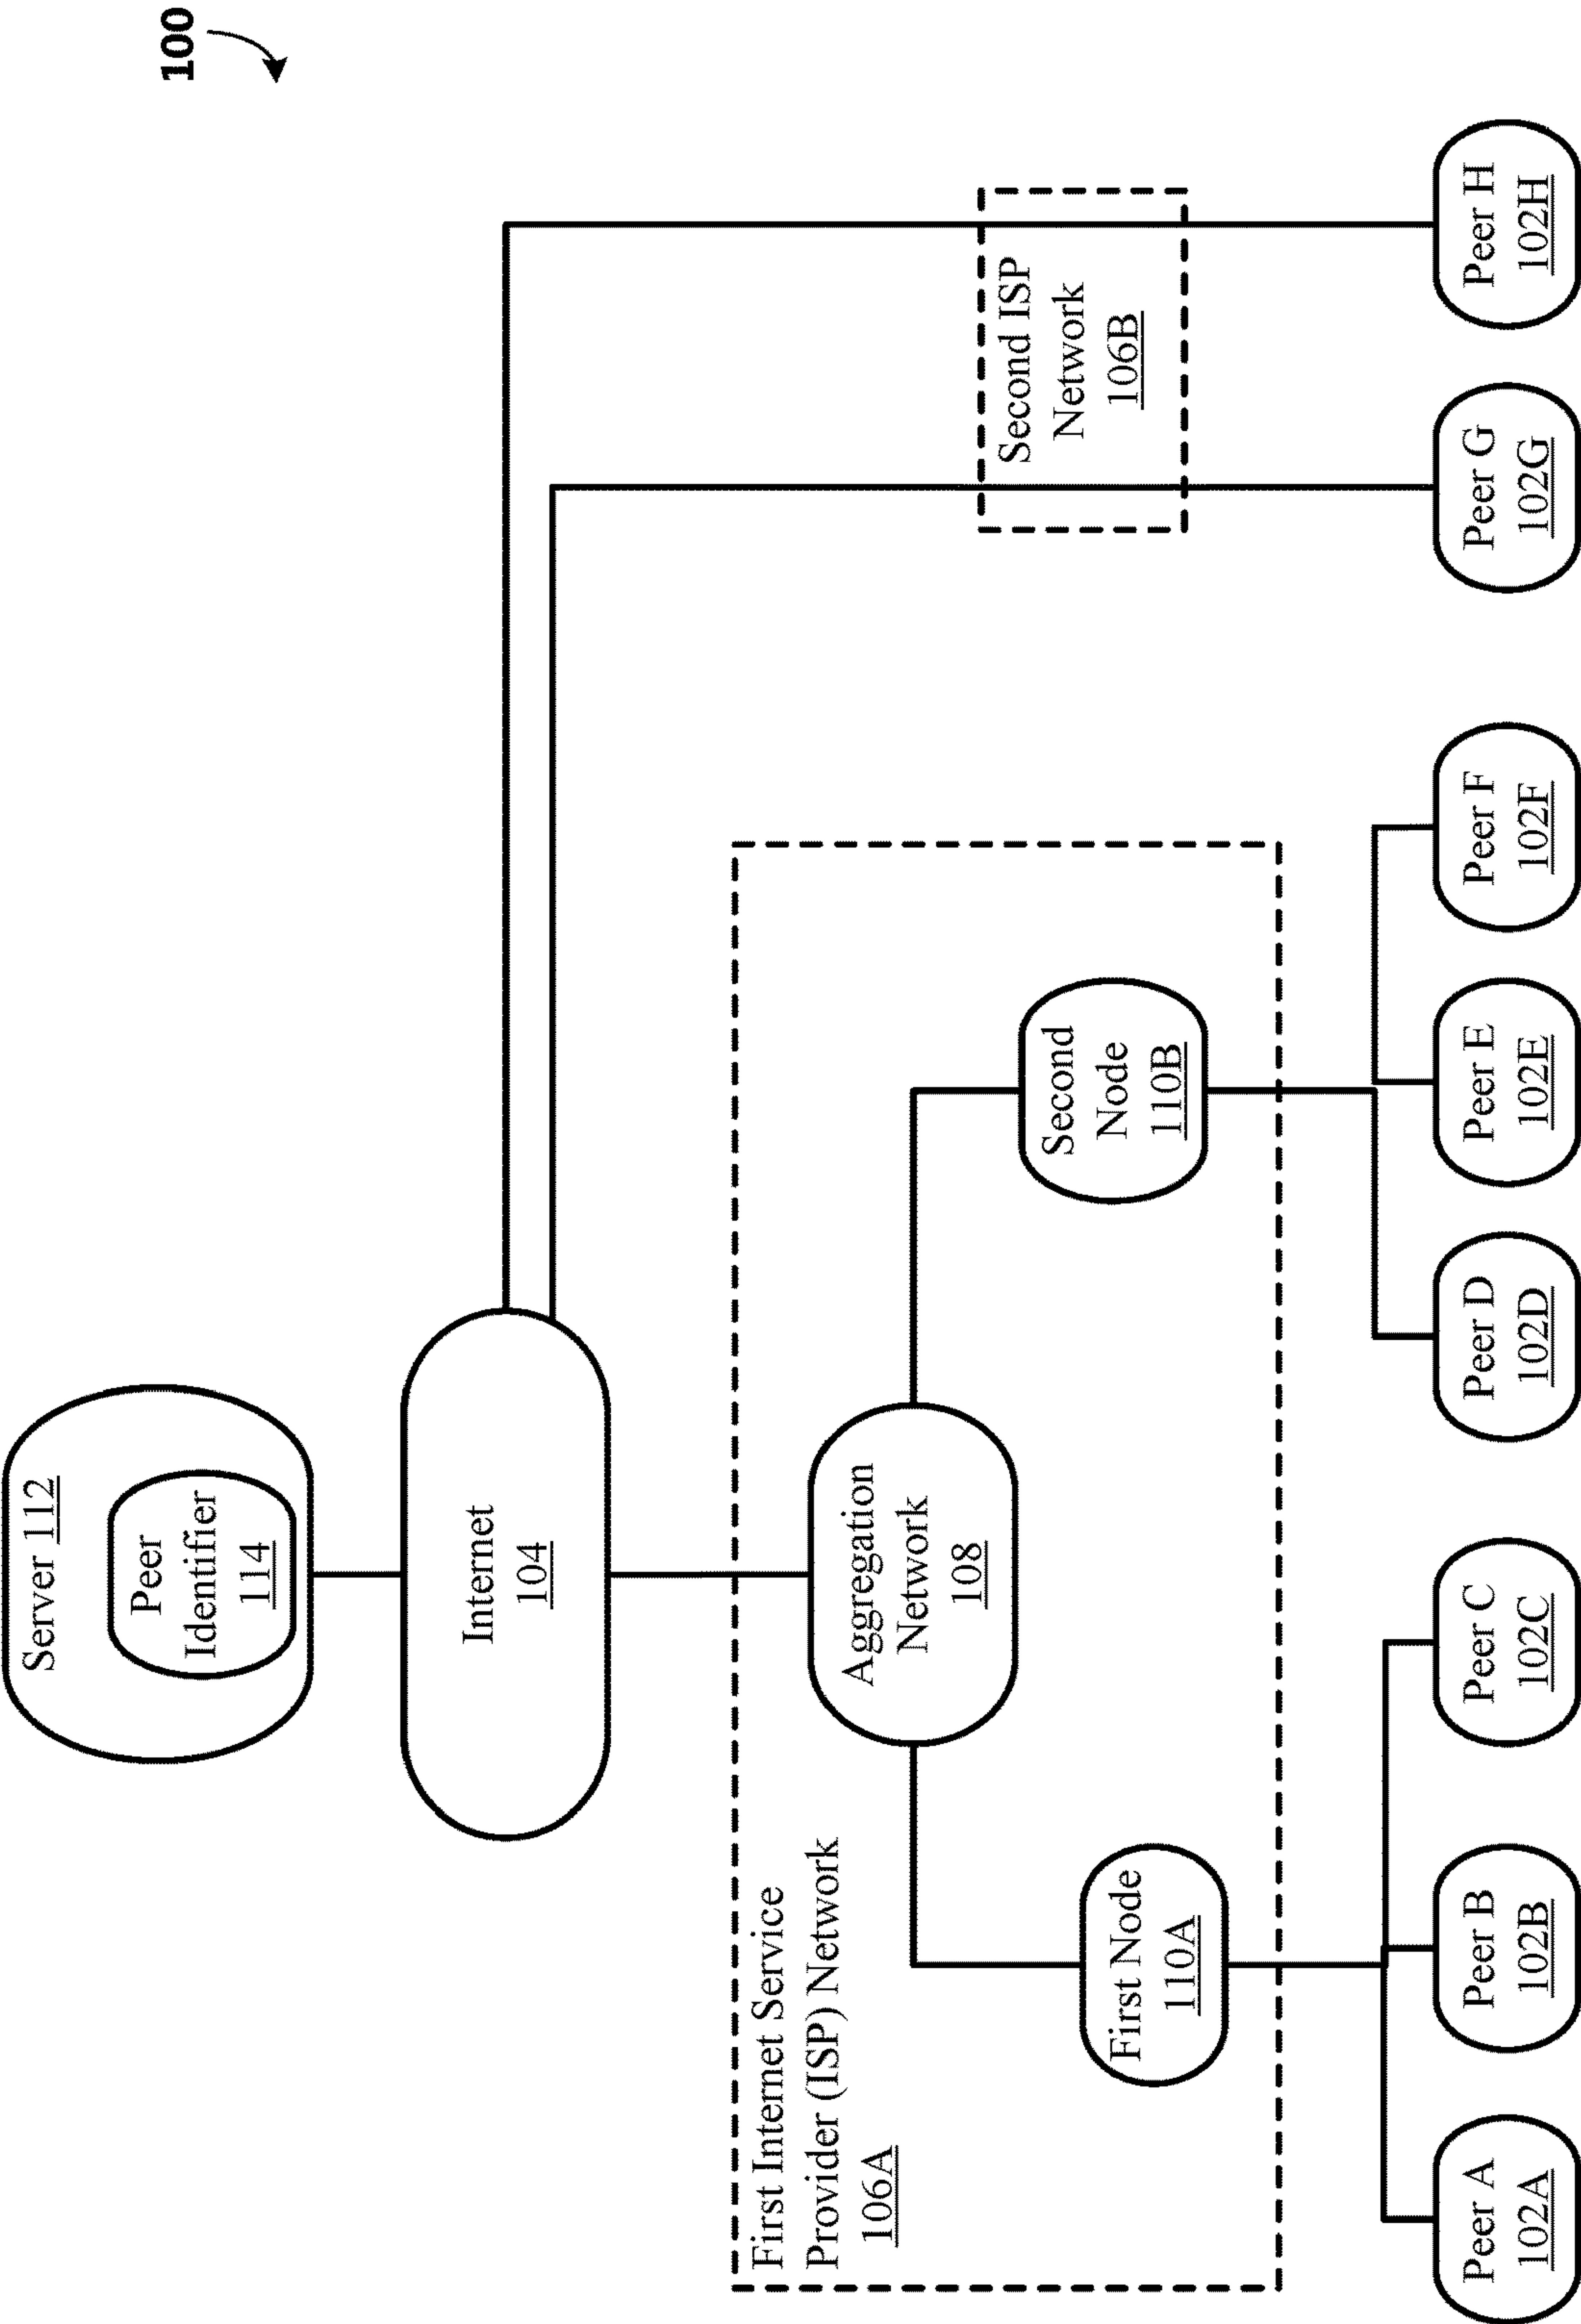 100
Server 112
Peer
Identifier
114
Internet
104
First Internet Service
Provider (ISP) Network
106A
Aggregation
Network
108
First Node
110A
Second
Node
110B
Second ISP
Network
106B
Peer A
102A
Peer B
102B
Peer C
102C
Peer D
102D
Peer E
102E
Peer F
102F
Peer G
102G
Peer H
102H